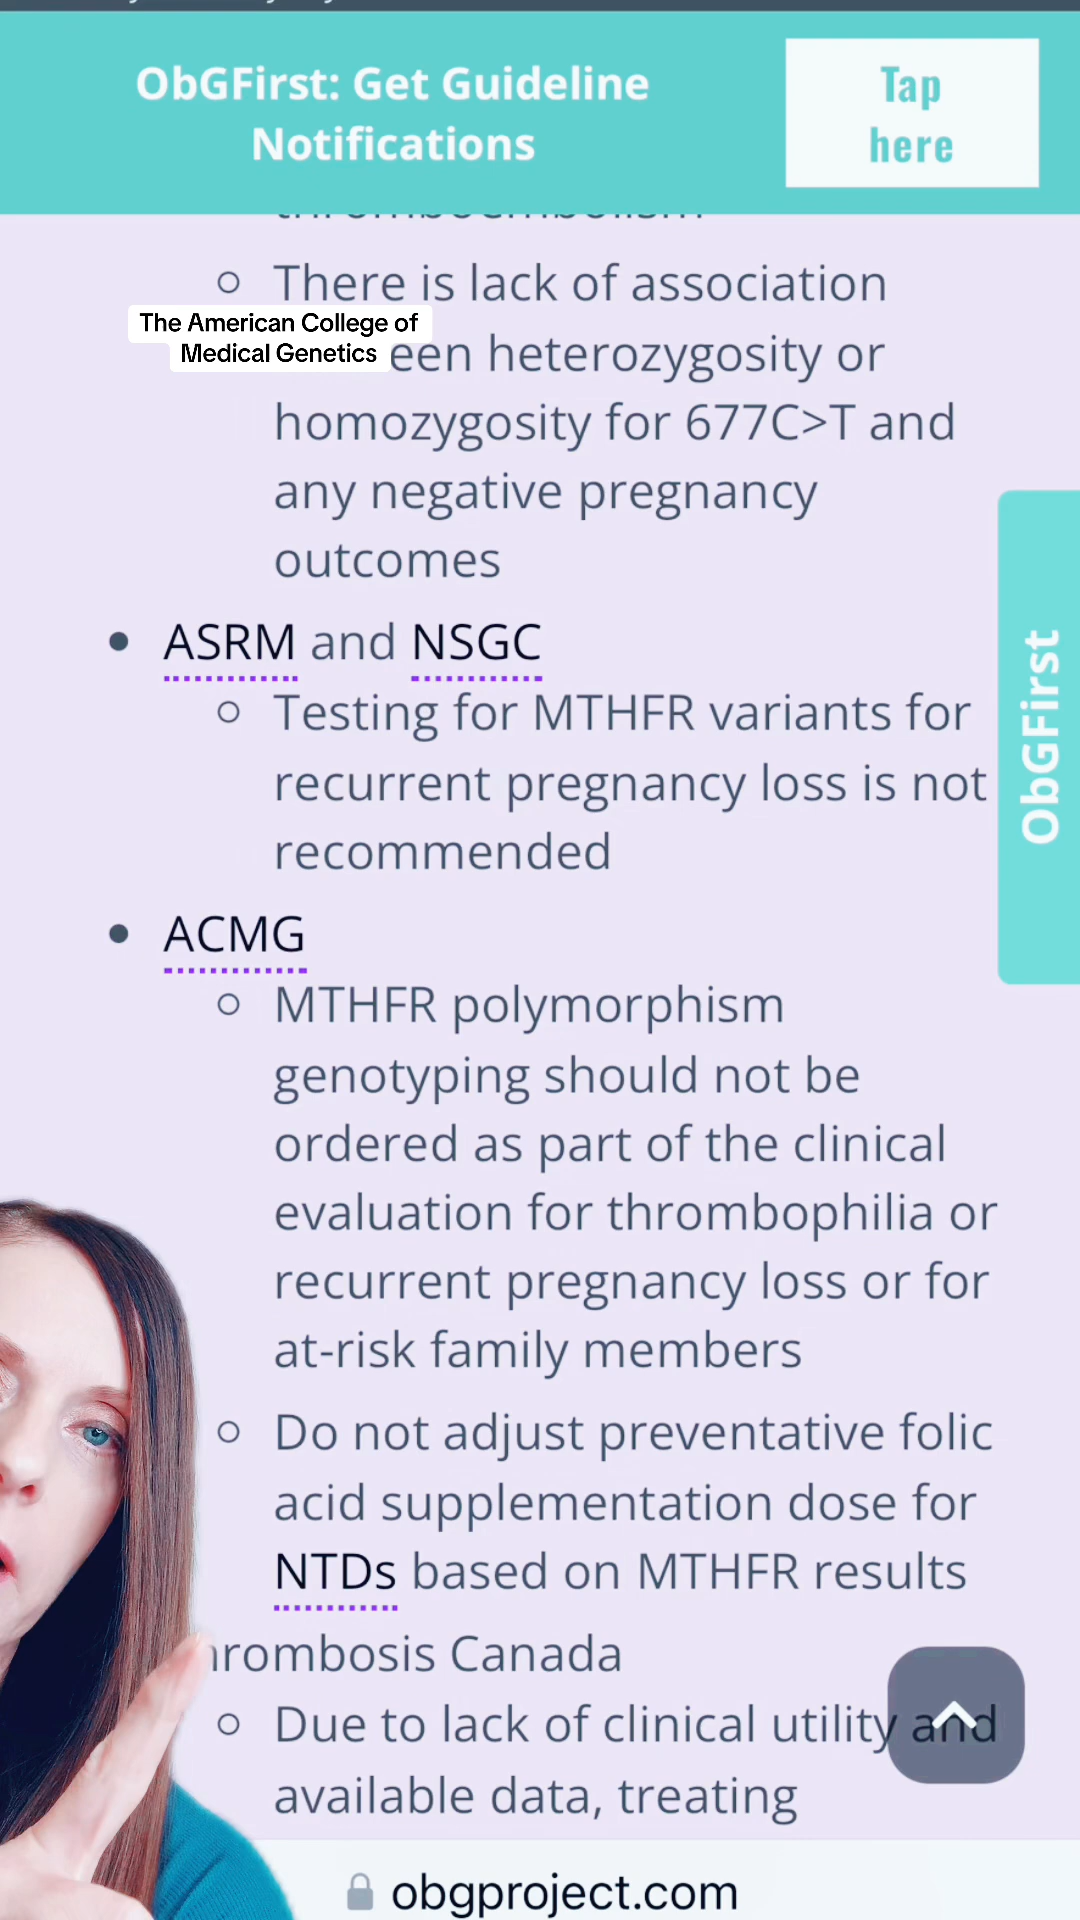 ObGFirst: Get Guideline
Notifications
Tap
here
There is lack of association
The American College of
Medical Genetics
een heterozygosity or
homozygosity for 677C>T and
any negative pregnancy
outcomes
ASRM and NSGC
Testing for MTHFR variants for
recurrent pregnancy loss is not
recommended
ObGFirst
ACMG
MTHFR polymorphism
genotyping should not be
ordered as part of the clinical
evaluation for thrombophilia or
recurrent pregnancy loss or for
at-risk family members
Do not adjust preventative folic
acid supplementation dose for
NTDs based on MTHFR results
hrombosis Canada
Due to lack of clinical utility and
available data, treating
obgproject.com